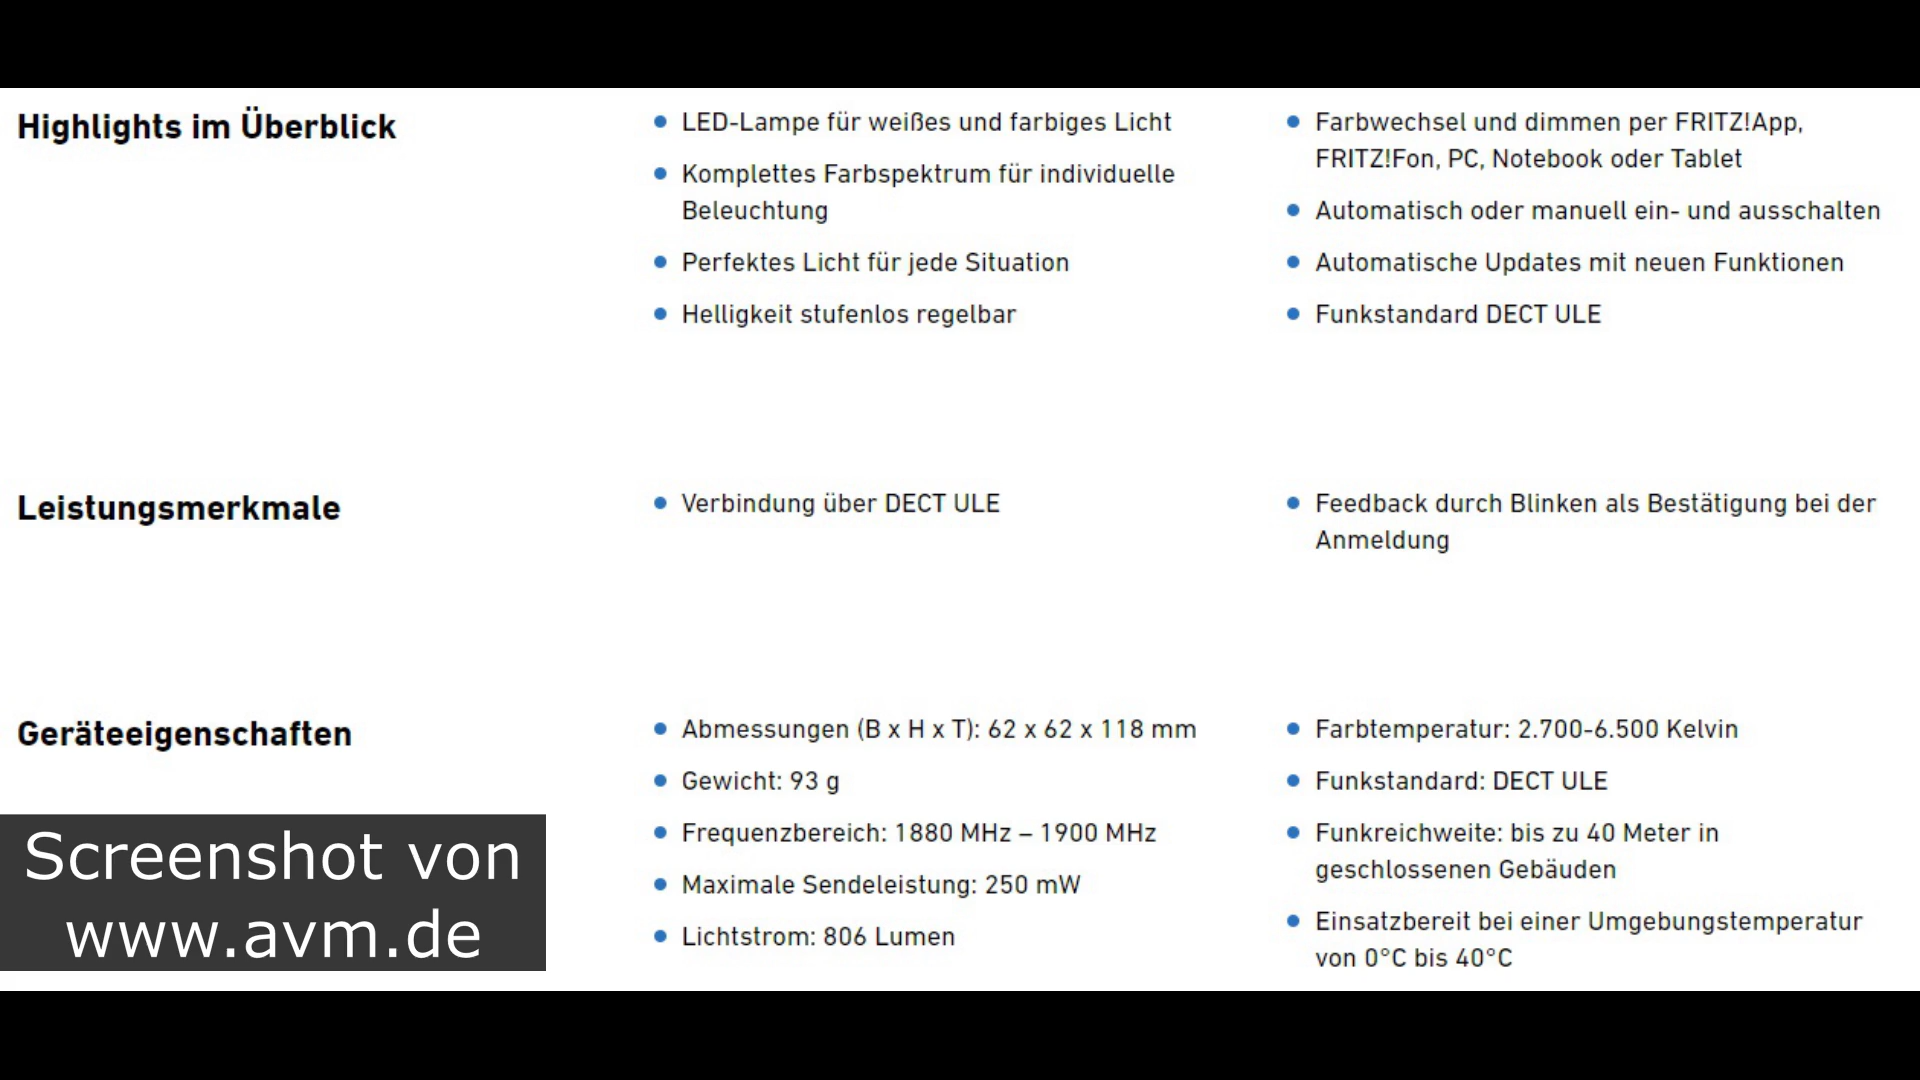 Highlights im Überblick
LED-Lampe für weißes und farbiges Licht
Komplettes Farbspektrum für individuelle
Beleuchtung
Perfektes Licht für jede Situation
Helligkeit stufenlos regelbar
Farbwechsel und dimmen per FRITZ!App,
FRITZ!Fon, PC, Notebook oder Tablet
Automatisch oder manuell ein- und ausschalten
Automatische Updates mit neuen Funktionen
Funkstandard DECT ULE
Leistungsmerkmale
Verbindung über DECT ULE
Feedback durch Blinken als Bestätigung bei der
Anmeldung
Geräteeigenschaften
Abmessungen (B x H x T): 62 x 62 x 118 mm
Gewicht: 93 g
Frequenzbereich: 1880 MHz – 1900 MHz
Maximale Sendeleistung: 250 mW
Lichtstrom: 806 Lumen
Farbtemperatur: 2.700-6.500 Kelvin
Funkstandard: DECT ULE
Funkreichweite: bis zu 40 Meter in
geschlossenen Gebäuden
Einsatzbereit bei einer Umgebungstemperatur
von 0°C bis 40°C
Screenshot von
www.avm.de